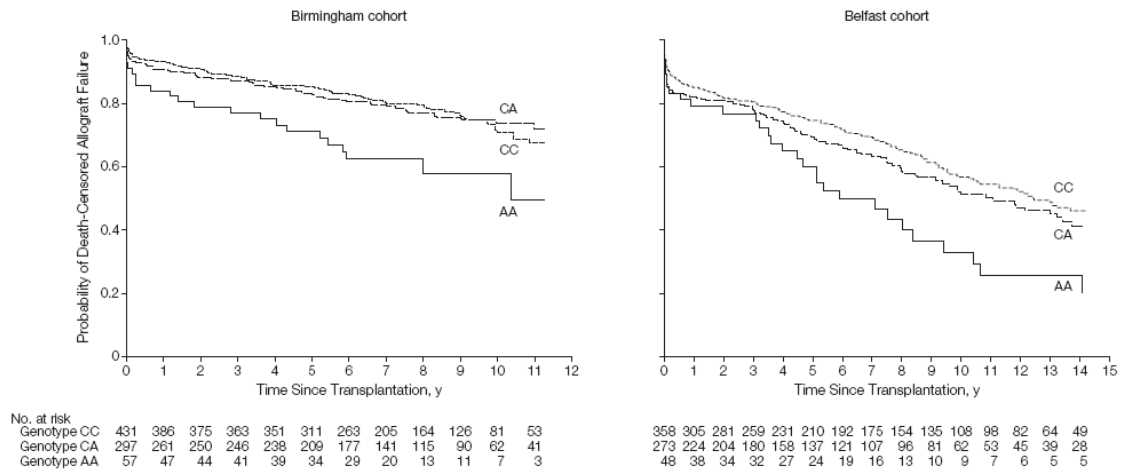 Birmingham cohort
Belfast cohort
Probability of Death-Censored Allograft Failure
1.0
0.8
0.6
0.4
0.2
0
CA
CC
AA
CC
CA
AA
0 1 2 3 4 5 6 7 8 9 10 11 12
0 1 2 3 4 5 6 7 8 9 10 11 12 13 14 15
Time Since Transplantation, y
Time Since Transplantation, y
No. at risk
Genotype CC 431 386 375 363 351 311 263 205 164 126 81 53
Genotype CA 297 261 250 246 238 209 177 141 115 90 62 41
Genotype AA 57 47 44 41 39 34 29 20 13 11 7 3
358 305 281 259 231 210 192 175 154 135 108 98 82 64 49
273 224 204 180 158 137 121 107 96 81 62 53 45 39 28
48 38 34 32 27 24 19 16 13 10 9 7 6 5 5